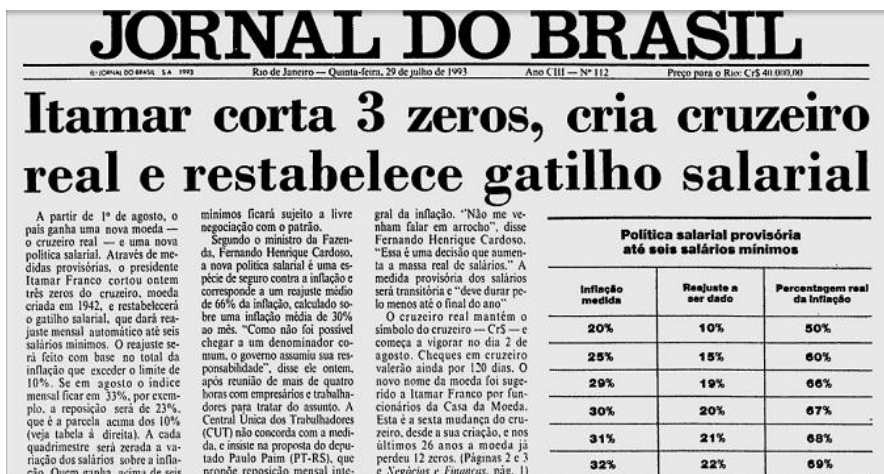 JORNAL DO BRASIL
© JORNAL DO BRASIL S A 1993 Rio de Janeiro — Quinta-feira, 29 de julho de 1993 Ano CIII — Nº 112 Preço para o Rio: Cr$ 40.000,00
Itamar corta 3 zeros, cria cruzeiro
real e restabelece gatilho salarial
A partir de 1º de agosto, o
país ganha uma nova moeda —
o cruzeiro real — e uma nova
política salarial. Através de me-
didas provisórias, o presidente
Itamar Franco cortou ontem
três zeros do cruzeiro, moeda
criada em 1942, e restabelecerá
o gatilho salarial, que dará rea-
juste mensal automático até seis
salários mínimos. O reajuste se-
rá feito com base no total da
inflação que exceder o limite de
10%. Se em agosto o índice
mensal ficar em 33%, por exem-
plo, a reposição será de 23%,
que é a parcela acima dos 10%
(veja tabela à direita). A cada
quadrimestre será zerada a va-
riação dos salários sobre a infla-
ção. Quem ganha acima de seis
mínimos ficará sujeito a livre
negociação com o patrão.
Segundo o ministro da Fazen-
da, Fernando Henrique Cardoso,
a nova política salarial é uma es-
pécie de seguro contra a inflação e
corresponde a um reajuste médio
de 66% da inflação, calculado so-
bre uma inflação média de 30%
ao mês. "Como não foi possível
chegar a um denominador co-
mum, o governo assumiu sua res-
ponsabilidade", disse ele ontem,
após reunião de mais de quatro
horas com empresários e trabalha-
dores para tratar do assunto. A
Central Única dos Trabalhadores
(CUT) não concorda com a medi-
da, e insiste na proposta do depu-
tado Paulo Paim (PT-RS), que
propõe reposição mensal inte-
gral da inflação. "Não me ve-
nham falar em arrocho", disse
Fernando Henrique Cardoso.
"Essa é uma decisão que aumen-
ta a massa real de salários." A
medida provisória dos salários
será transitória e "deve durar pe-
lo menos até o final do ano"
O cruzeiro real mantém o
símbolo do cruzeiro — Cr$ — e
começa a vigorar no dia 2 de
agosto. Cheques em cruzeiro
valerão ainda por 120 dias. O
novo nome da moeda foi suge-
rido a Itamar Franco por fun-
cionários da Casa da Moeda.
Esta é a sexta mudança do cru-
zeiro, desde a sua criação, e nos
últimos 26 anos a moeda já
perdeu 12 zeros. (Páginas 2 e 3
e Negócios e Finanças, pág. 1)
Política salarial provisória
até seis salários mínimos
Inflação medida Reajuste a ser dado Percentagem real da inflação
20% 10% 50%
25% 15% 60%
29% 19% 66%
30% 20% 67%
31% 21% 68%
32% 22% 69%